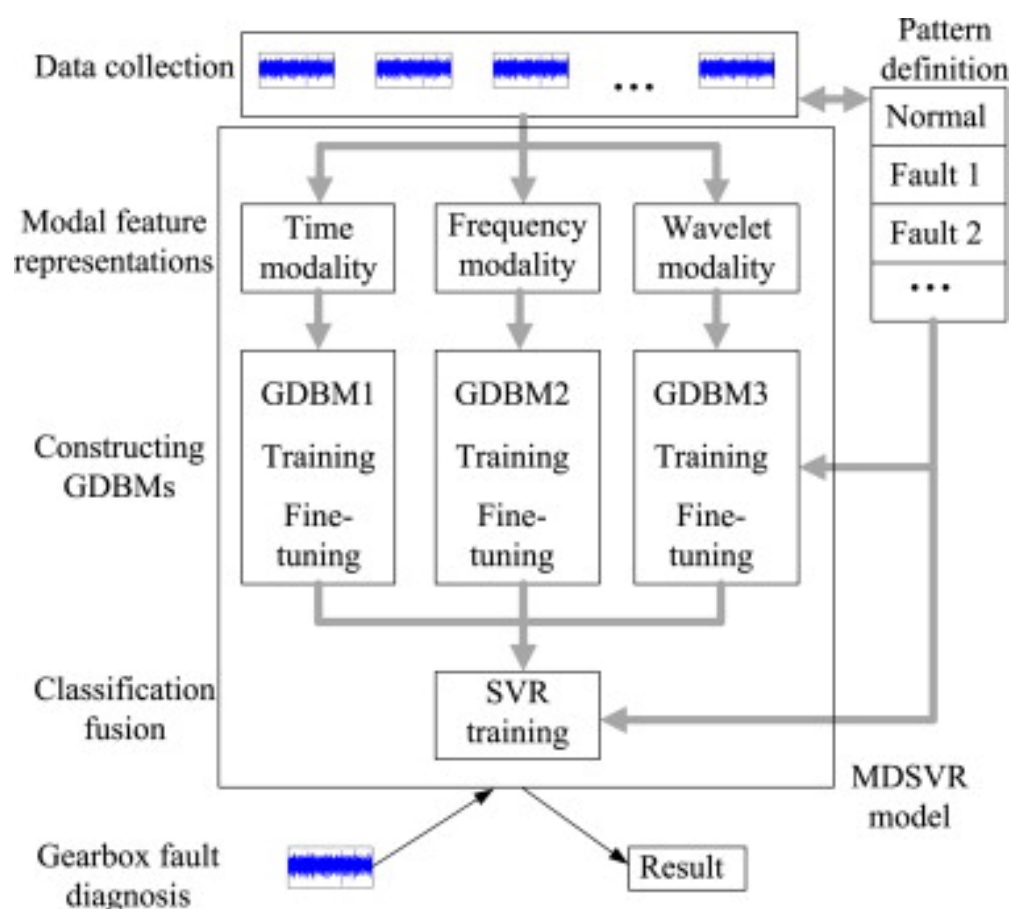 Data collection
...
Pattern
definition
Normal
Fault 1
Fault 2
...
Modal feature
representations
Time
modality
Frequency
modality
Wavelet
modality
Constructing
GDBMs
GDBM1
Training
Fine-
tuning
GDBM2
Training
Fine-
tuning
GDBM3
Training
Fine-
tuning
Classification
fusion
SVR
training
MDSVR
model
Gearbox fault
diagnosis
Result